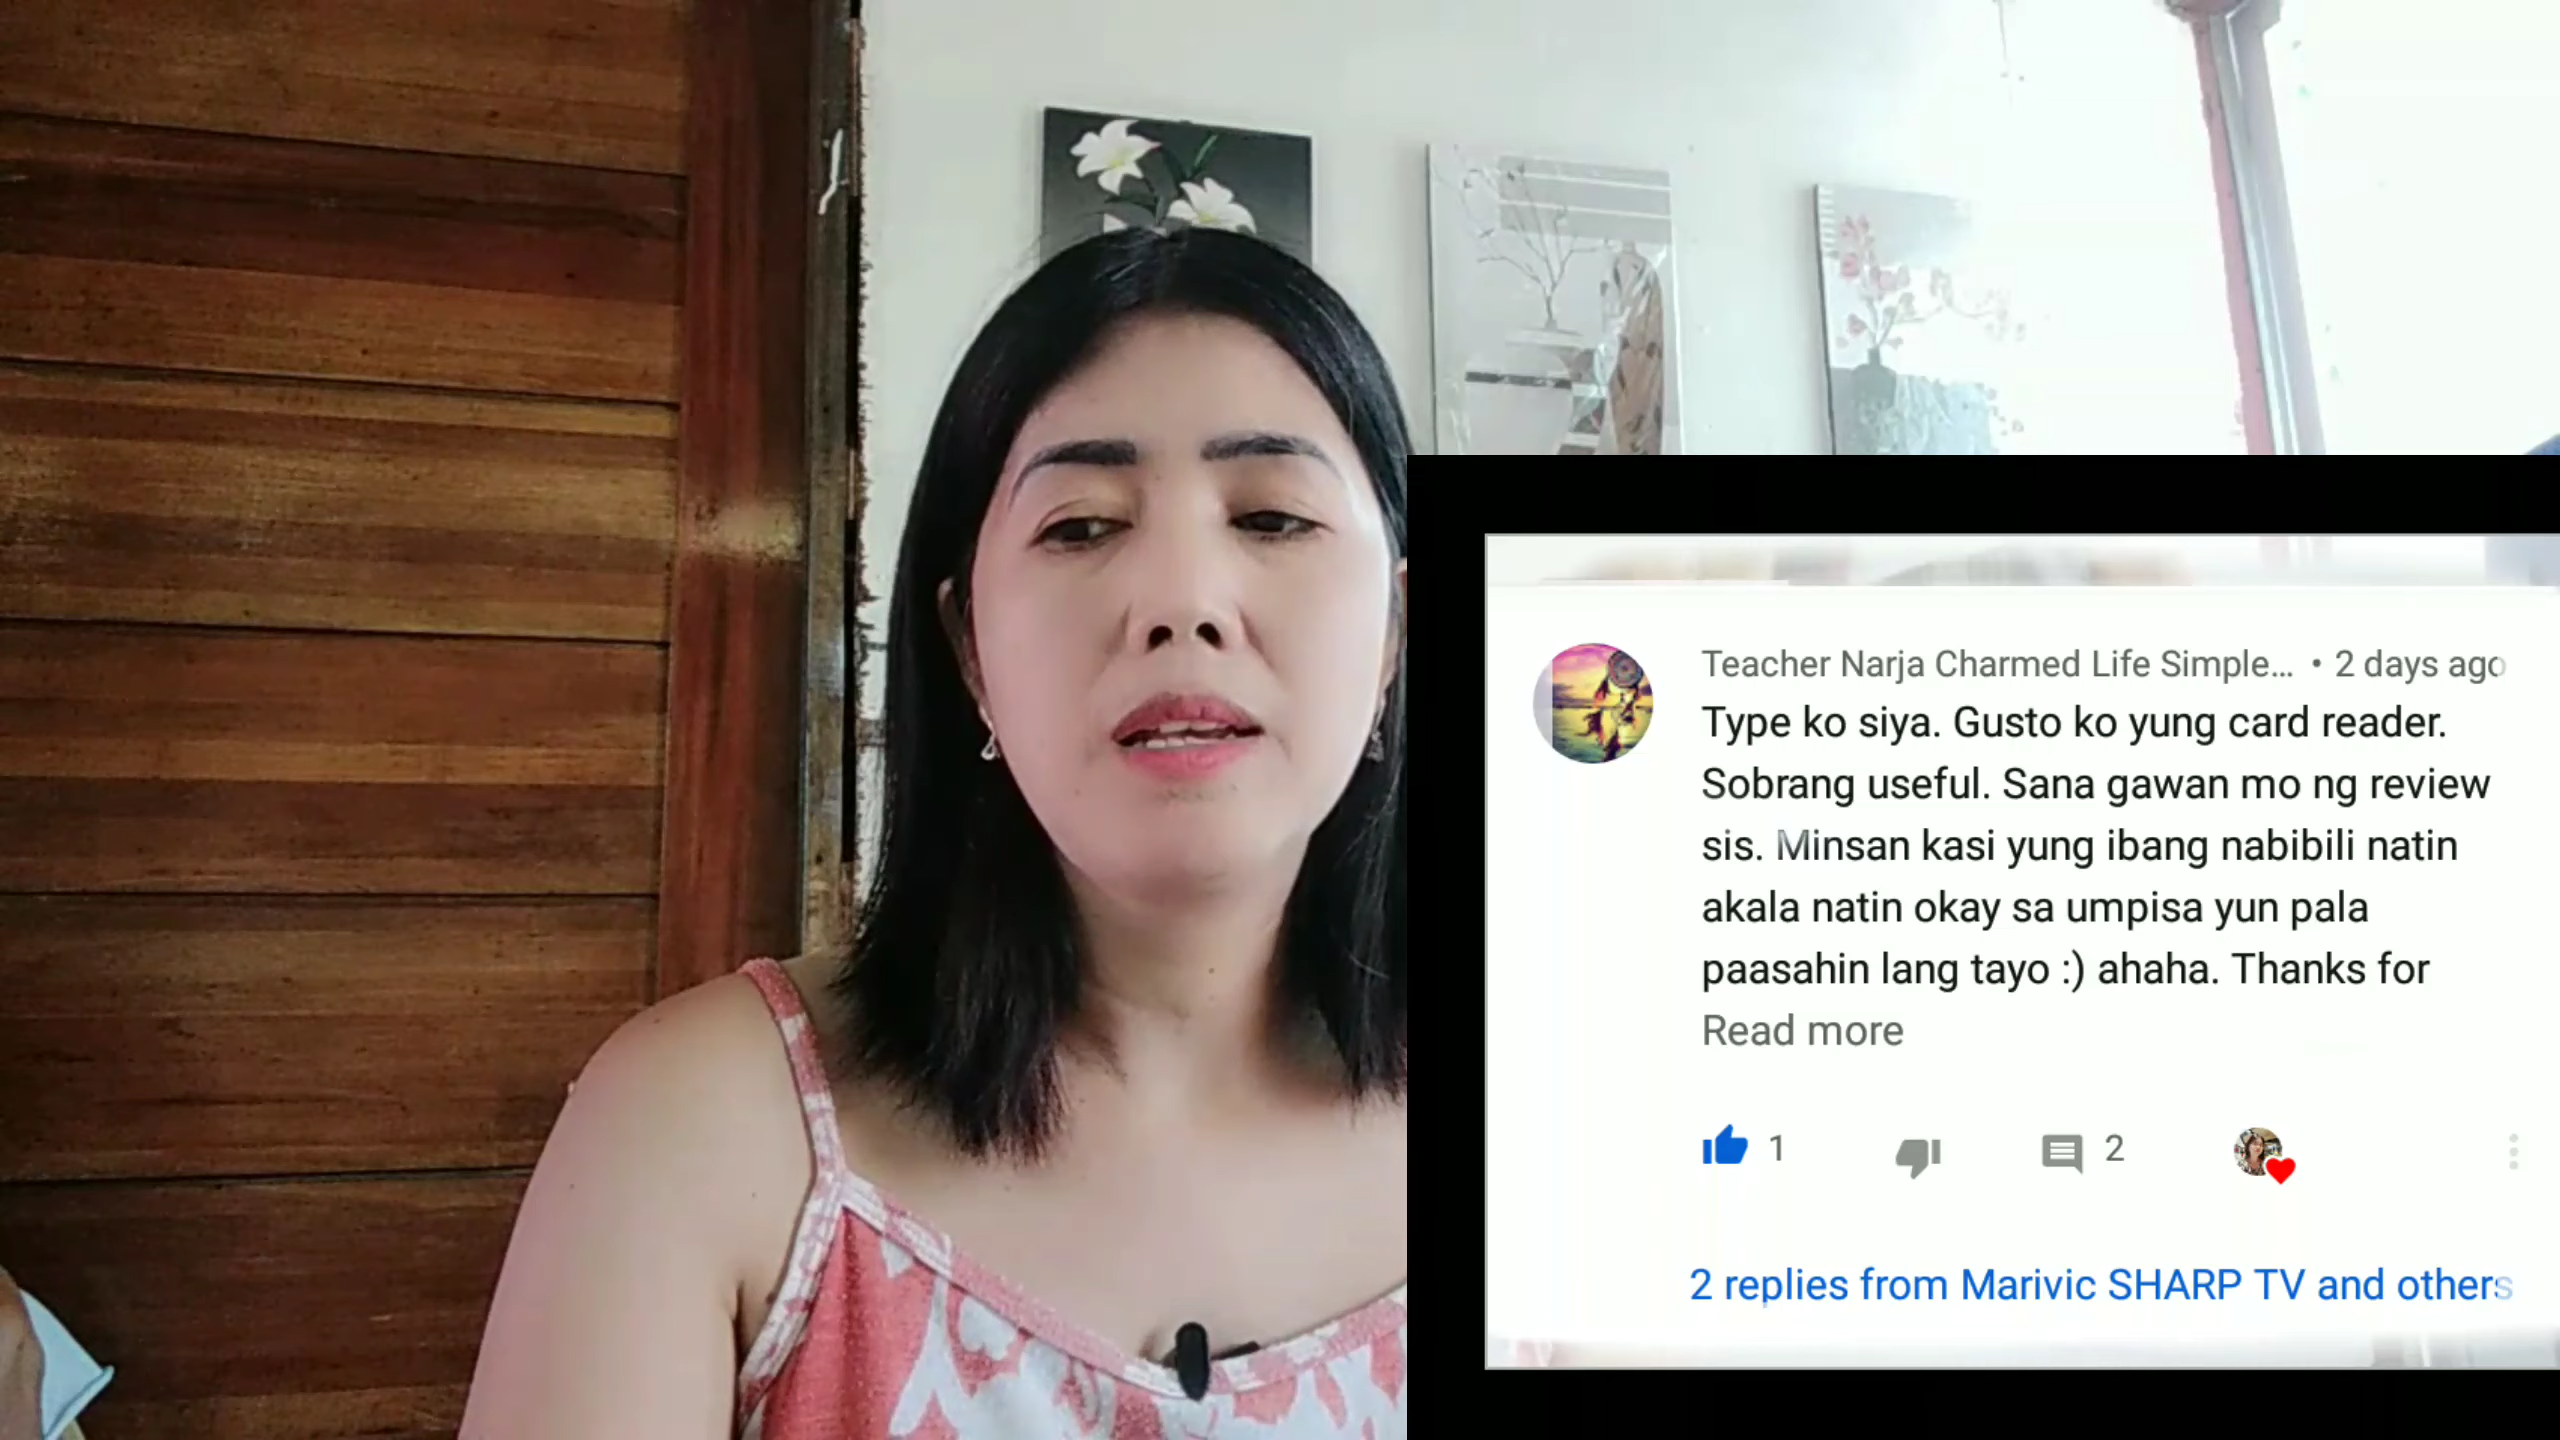 Teacher Narja Charmed Life Simple... • 2 days ago
Type ko siya. Gusto ko yung card reader.
Sobrang useful. Sana gawan mo ng review
sis. Minsan kasi yung ibang nabibili natin
akala natin okay sa umpisa yun pala
paasahin lang tayo :) ahaha. Thanks for
Read more
1
2
2 replies from Marivic SHARP TV and others